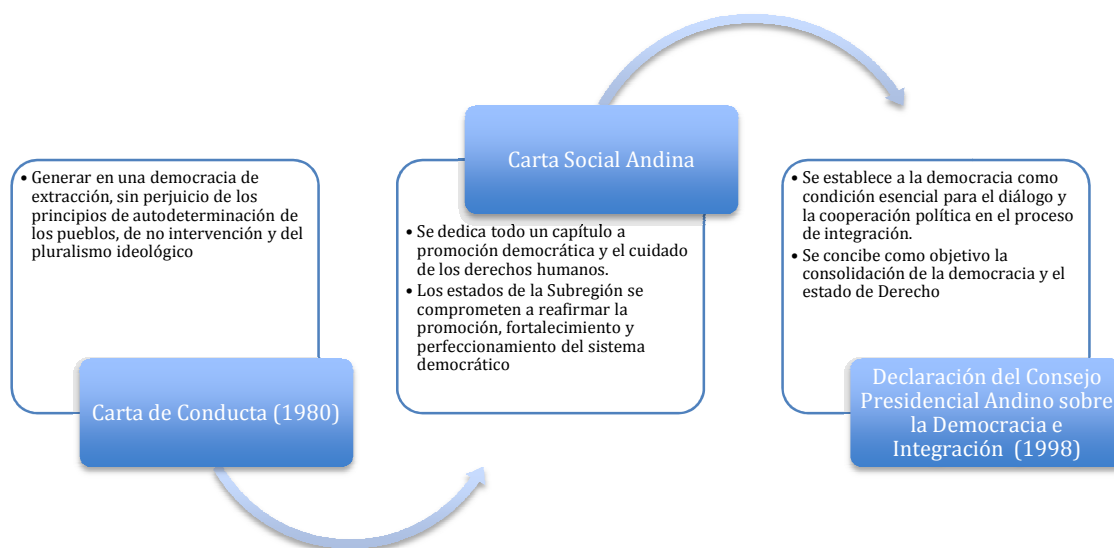 • Generar en una democracia de
extracción, sin perjuicio de los
principios de autodeterminación de
los pueblos, de no intervención y del
pluralismo ideológico
Carta de Conducta (1980)
Carta Social Andina
• Se dedica todo un capítulo a
promoción democrática y el cuidado
de los derechos humanos.
• Los estados de la Subregión se
comprometen a reafirmar la
promoción, fortalecimiento y
perfeccionamiento del sistema
democrático
• Se establece a la democracia como
condición esencial para el diálogo y
la cooperación política en el proceso
de integración.
• Se concibe como objetivo la
consolidación de la democracia y el
estado de Derecho
Declaración del Consejo
Presidencial Andino sobre
la Democracia e
Integración (1998)